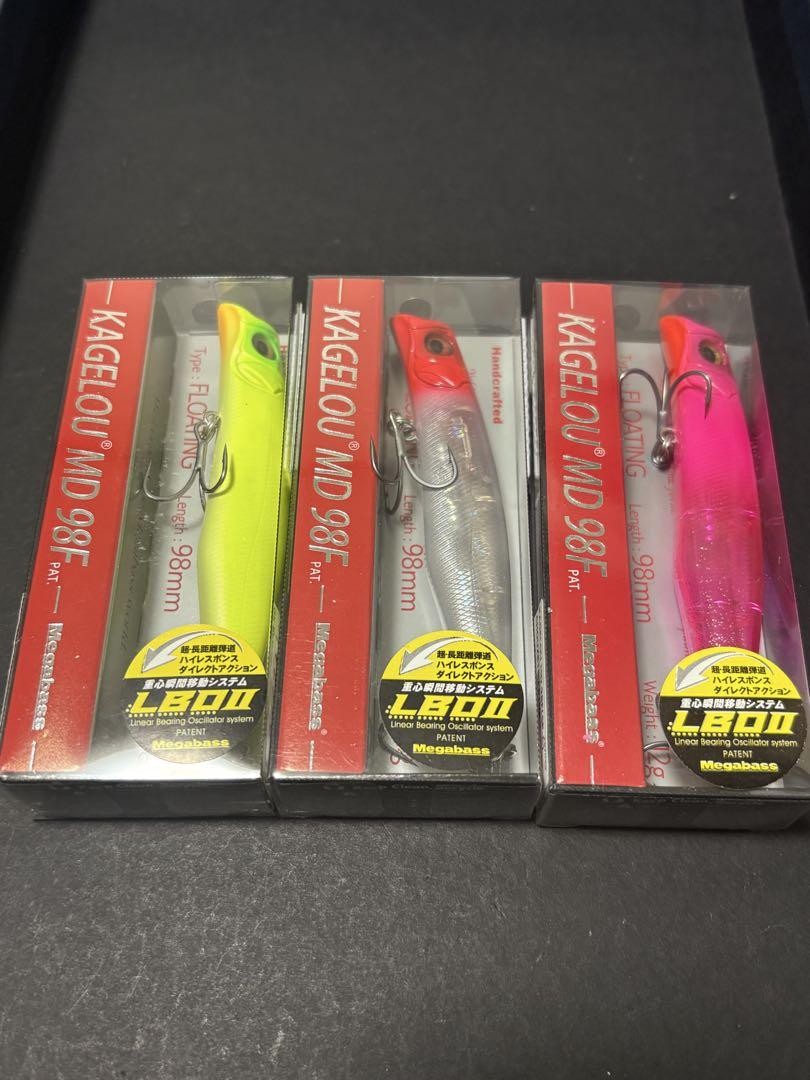 KAGELOU® MD 98F
PAT.
Megabass
Type : FLOATING
Length : 98mm
超・長距離弾道
ハイレスポンス
ダイレクトアクション
重心瞬間移動システム
LBOII
Linear Bearing Oscillator system
PATENT
Megabass
KAGELOU® MD 98F
PAT.
Megabass®
Handcrafted
98mm
超・長距離弾道
ハイレスポンス
ダイレクトアクション
重心瞬間移動システム
LBOII
Linear Bearing Oscillator system
PATENT
Megabass
KAGELOU® MD 98F
PAT.
Megabass®
FLOATING
Length : 98mm
Weight : 12g
超・長距離弾道
ハイレスポンス
ダイレクトアクション
重心瞬間移動システム
LBOII
Linear Bearing Oscillator system
PATENT
Megabass